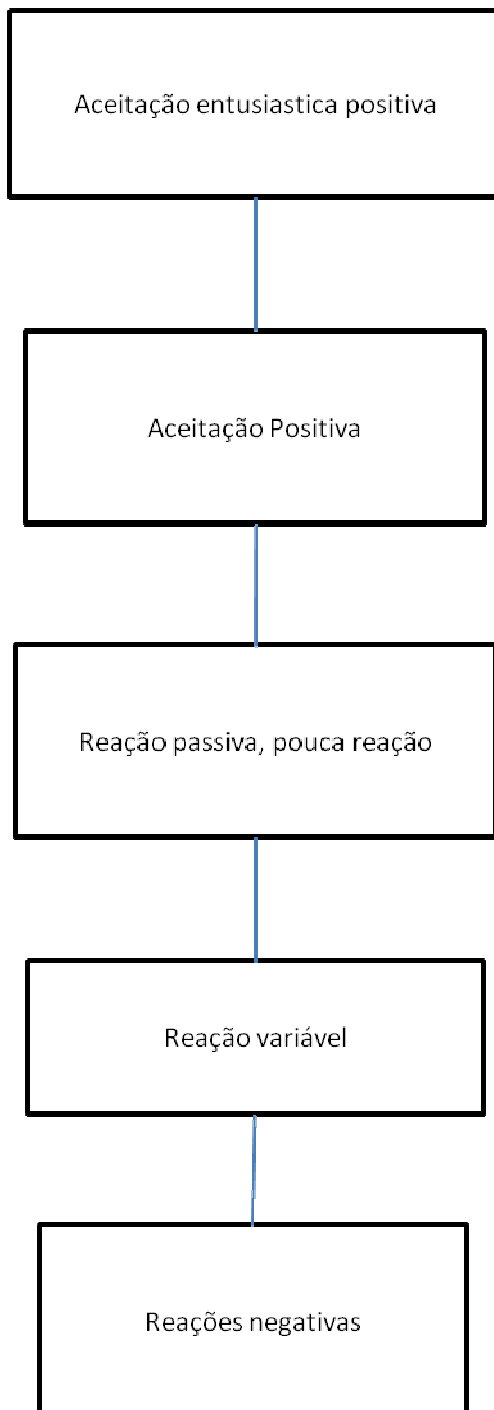 Aceitação entusiastica positiva
Aceitação Positiva
Reação passiva, pouca reação
Reação variável
Reações negativas